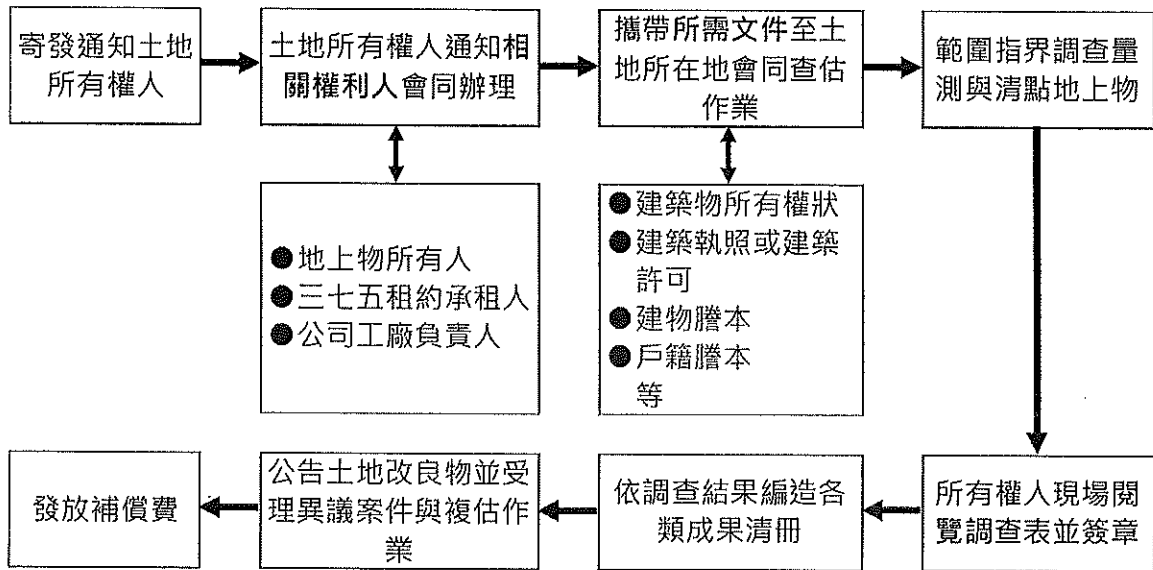 寄發通知土地
所有權人
土地所有權人通知相
關權利人會同辦理
攜帶所需文件至土
地所在地會同查估
作業
範圍指界調查量
測與清點地上物
●地上物所有人
●三七五租約承租人
●公司工廠負責人
●建築物所有權狀
●建築執照或建築
許可
●建物謄本
●戶籍謄本
等
所有權人現場閱
覽調查表並簽章
依調查結果編造各
類成果清冊
公告土地改良物並受
理異議案件與複估作
業
發放補償費